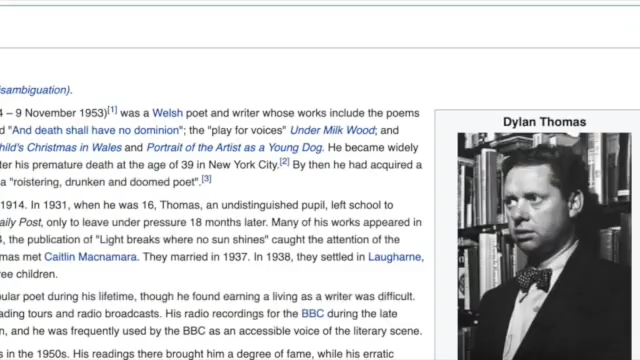 isambiguation).
4 – 9 November 1953)[1] was a Welsh poet and writer whose works include the poems
d "And death shall have no dominion"; the "play for voices" Under Milk Wood; and
hild's Christmas in Wales and Portrait of the Artist as a Young Dog. He became widely
ter his premature death at the age of 39 in New York City.[2] By then he had acquired a
a "roistering, drunken and doomed poet".[3]
1914. In 1931, when he was 16, Thomas, an undistinguished pupil, left school to
aily Post, only to leave under pressure 18 months later. Many of his works appeared in
4, the publication of "Light breaks where no sun shines" caught the attention of the
mas met Caitlin Macnamara. They married in 1937. In 1938, they settled in Laugharne,
ree children.
pular poet during his lifetime, though he found earning a living as a writer was difficult.
ading tours and radio broadcasts. His radio recordings for the BBC during the late
n, and he was frequently used by the BBC as an accessible voice of the literary scene.
s in the 1950s. His readings there brought him a degree of fame, while his erratic
Dylan Thomas